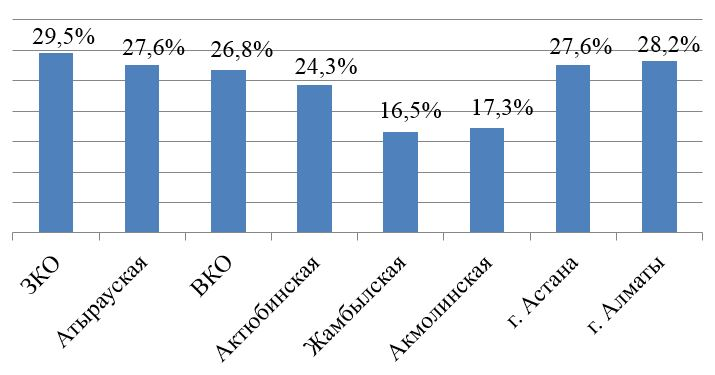 29,5%
27,6%
26,8%
24,3%
16,5%
17,3%
27,6%
28,2%
ЗКО
Атырауская
ВКО
Актюбинская
Жамбылская
Акмолинская
г. Астана
г. Алматы